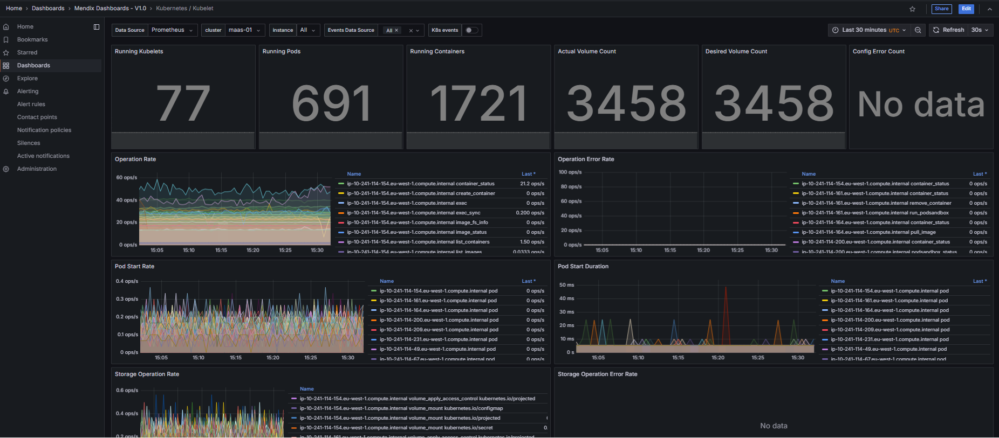 Home › Dashboards › Mendix Dashboards - V1.0 › Kubernetes / Kubelet
Share
Edit
Home
Bookmarks
Starred
Dashboards
Explore
Alerting
Alert rules
Contact points
Notification policies
Silences
Active notifications
Administration
Data Source Prometheus cluster maas-01 instance All Events Data Source All × × K8s events
Last 30 minutes UTC Refresh 30s
Running Kubelets
77
Running Pods
691
Running Containers
1721
Actual Volume Count
3458
Desired Volume Count
3458
Config Error Count
No data
Operation Rate
60 ops/s
40 ops/s
20 ops/s
0 ops/s
15:05 15:10 15:15 15:20 15:25 15:30
Name Last *
ip-10-241-114-154.eu-west-1.compute.internal container_status 21.2 ops/s
ip-10-241-114-154.eu-west-1.compute.internal create_container 0 ops/s
ip-10-241-114-154.eu-west-1.compute.internal exec 0 ops/s
ip-10-241-114-154.eu-west-1.compute.internal exec_sync 0.200 ops/s
ip-10-241-114-154.eu-west-1.compute.internal image_fs_info 0 ops/s
ip-10-241-114-154.eu-west-1.compute.internal image_status 0 ops/s
ip-10-241-114-154.eu-west-1.compute.internal list_containers 1.50 ops/s
ip-10-241-114-154.eu-west-1.compute.internal list_images 0.0333 ops/s
Operation Error Rate
100 ops/s
80 ops/s
60 ops/s
40 ops/s
20 ops/s
0 ops/s
15:05 15:10 15:15 15:20 15:25 15:30
Name Last *
ip-10-241-114-154.eu-west-1.compute.internal container_status 0 ops/s
ip-10-241-114-161.eu-west-1.compute.internal container_status 0 ops/s
ip-10-241-114-161.eu-west-1.compute.internal remove_container 0 ops/s
ip-10-241-114-161.eu-west-1.compute.internal run_podsandbox 0 ops/s
ip-10-241-114-164.eu-west-1.compute.internal container_status 0 ops/s
ip-10-241-114-164.eu-west-1.compute.internal pull_image 0 ops/s
ip-10-241-114-200.eu-west-1.compute.internal container_status 0 ops/s
ip-10-241-114-200.eu-west-1.compute.internal podsandbox_status 0 ops/s
Pod Start Rate
0.4 ops/s
0.3 ops/s
0.2 ops/s
0.1 ops/s
0 ops/s
15:05 15:10 15:15 15:20 15:25 15:30
Name Last *
ip-10-241-114-154.eu-west-1.compute.internal pod 0 ops/s
ip-10-241-114-161.eu-west-1.compute.internal pod 0 ops/s
ip-10-241-114-164.eu-west-1.compute.internal pod 0 ops/s
ip-10-241-114-200.eu-west-1.compute.internal pod 0 ops/s
ip-10-241-114-209.eu-west-1.compute.internal pod 0 ops/s
ip-10-241-114-231.eu-west-1.compute.internal pod 0 ops/s
ip-10-241-114-49.eu-west-1.compute.internal pod 0 ops/s
ip-10-241-114-67.eu-west-1.compute.internal pod 0 ops/s
Pod Start Duration
50 ms
40 ms
30 ms
20 ms
10 ms
0 s
15:05 15:10 15:15 15:20 15:25 15:30
Name Last *
ip-10-241-114-154.eu-west-1.compute.internal pod
ip-10-241-114-161.eu-west-1.compute.internal pod
ip-10-241-114-164.eu-west-1.compute.internal pod
ip-10-241-114-200.eu-west-1.compute.internal pod
ip-10-241-114-209.eu-west-1.compute.internal pod
ip-10-241-114-231.eu-west-1.compute.internal pod
ip-10-241-114-49.eu-west-1.compute.internal pod
ip-10-241-114-67.eu-west-1.compute.internal pod
Storage Operation Rate
0.6 ops/s
0.4 ops/s
0.2 ops/s
Name
ip-10-241-114-154.eu-west-1.compute.internal volume_apply_access_control kubernetes.io/projected
ip-10-241-114-154.eu-west-1.compute.internal volume_mount kubernetes.io/configmap
ip-10-241-114-154.eu-west-1.compute.internal volume_mount kubernetes.io/projected
ip-10-241-114-154.eu-west-1.compute.internal volume_mount kubernetes.io/secret 0.
ip-10-241-114-161.eu-west-1.compute.internal volume_apply_access_control kubernetes.io/projected
Storage Operation Error Rate
No data